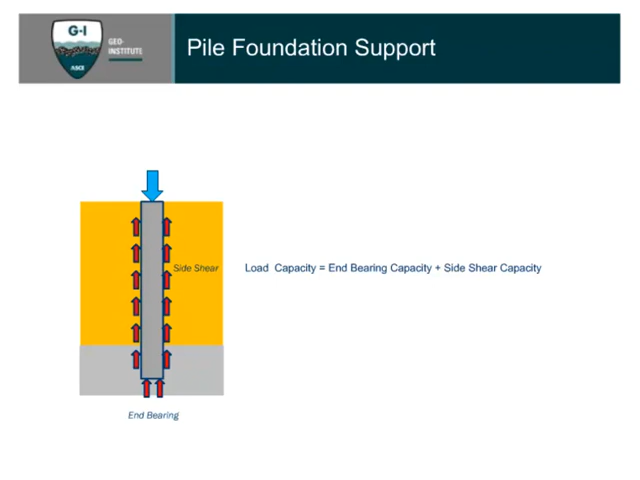 G-I
GEO-
INSTITUTE
ASCE
Pile Foundation Support
Side Shear
Load Capacity = End Bearing Capacity + Side Shear Capacity
End Bearing